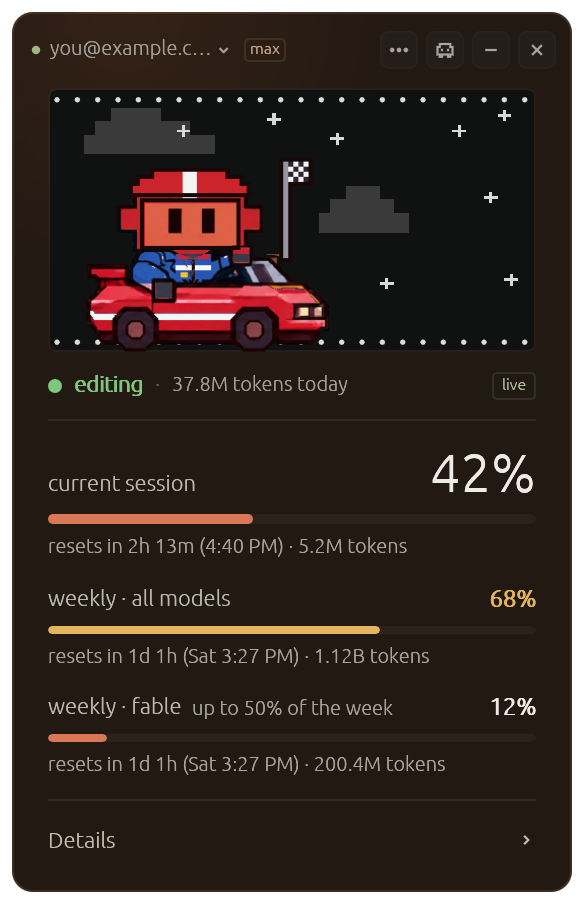 you@example.c... max
editing · 37.8M tokens today live
current session 42%
resets in 2h 13m (4:40 PM) · 5.2M tokens
weekly · all models 68%
resets in 1d 1h (Sat 3:27 PM) · 1.12B tokens
weekly · fable up to 50% of the week 12%
resets in 1d 1h (Sat 3:27 PM) · 200.4M tokens
Details